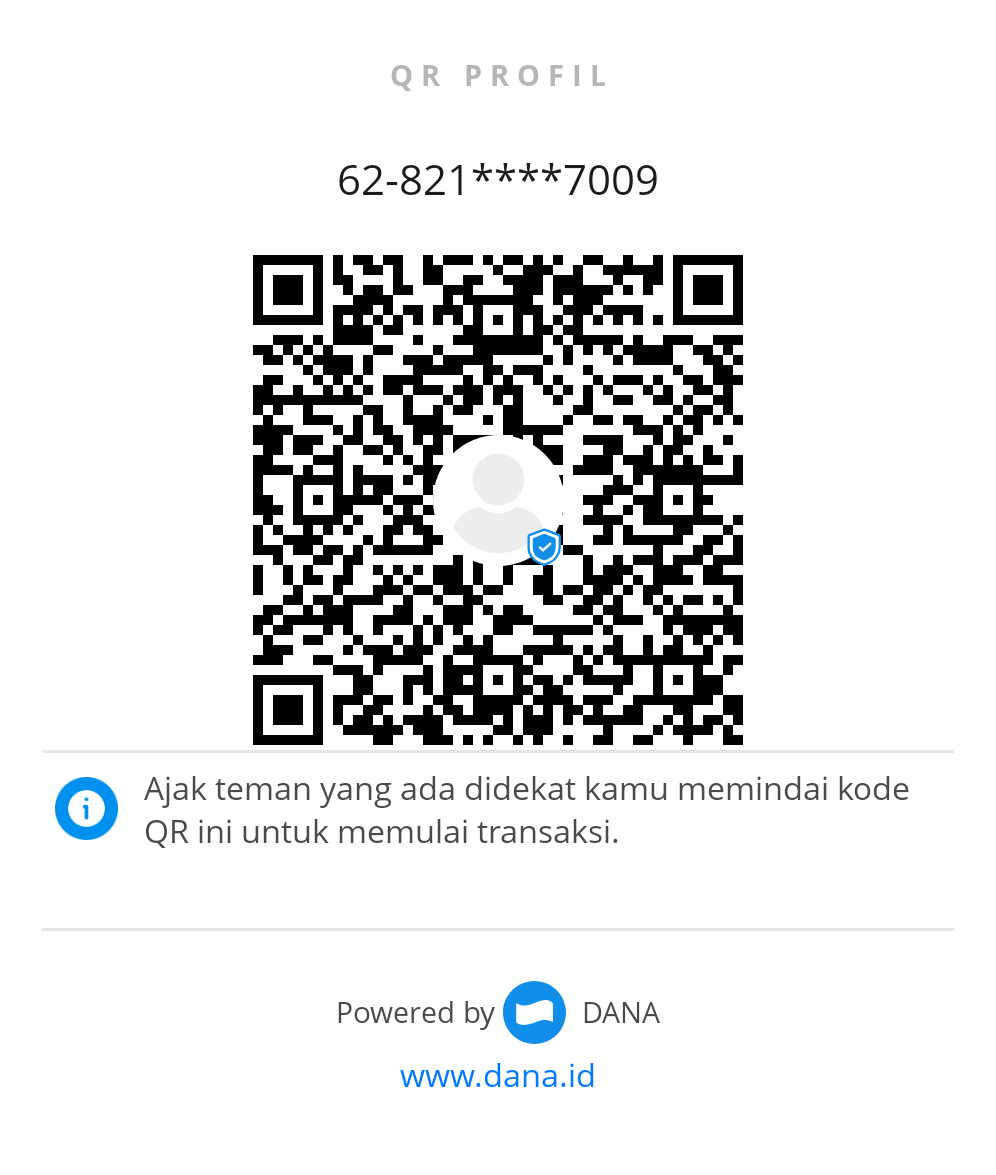 QR PROFIL
62-821****7009
Ajak teman yang ada didekat kamu memindai kode
QR ini untuk memulai transaksi.
Powered by DANA
www.dana.id